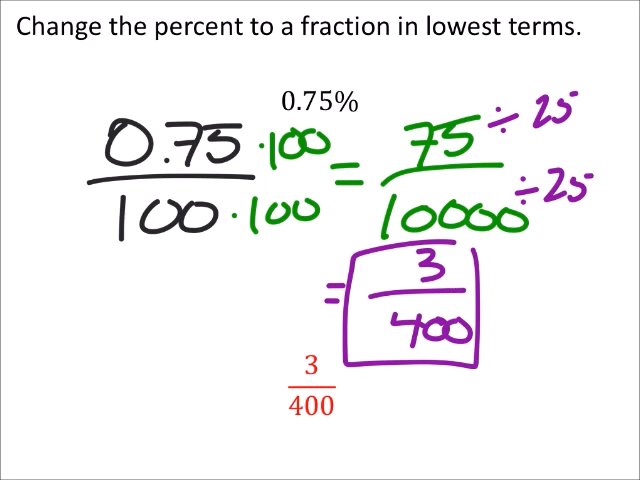 Change the percent to a fraction in lowest terms.
0.75%
0.75 · 100 = 75 ÷ 25
100 · 100 10000 ÷ 25
= 3
400
3
400